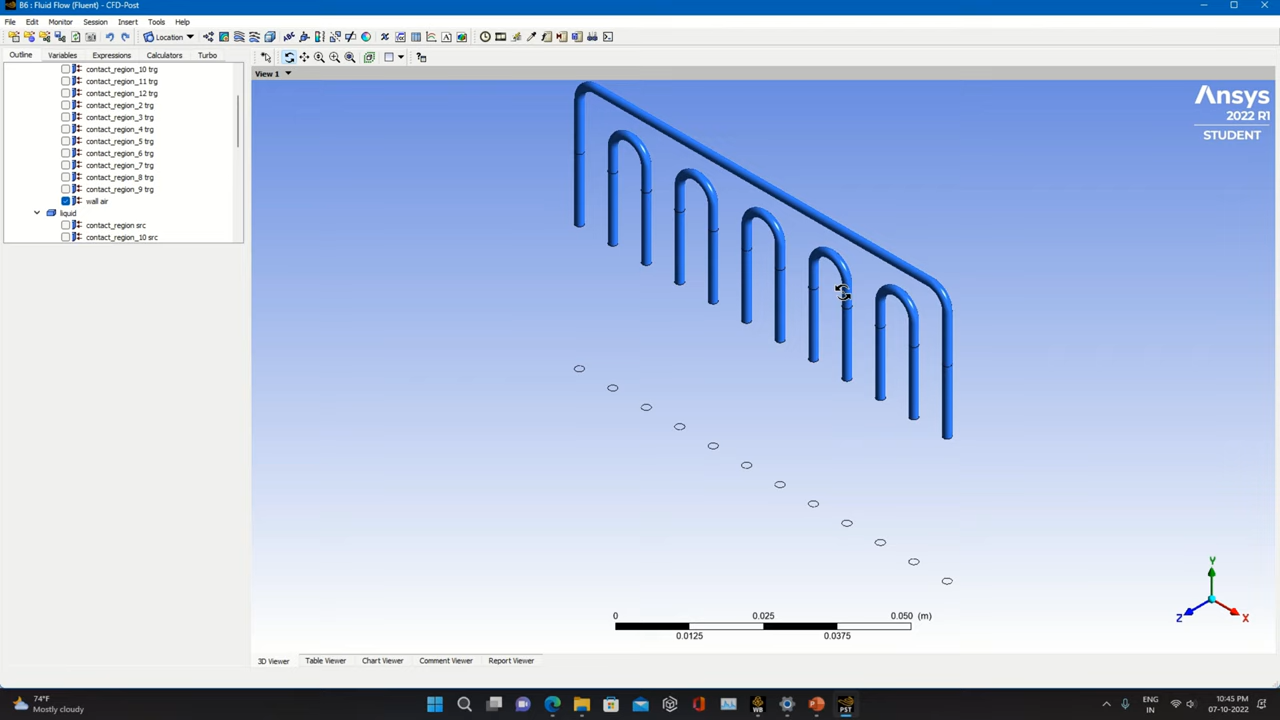 B6 : Fluid Flow (Fluent) - CFD-Post
File Edit Monitor Session Insert Tools Help
Location
Outline Variables Expressions Calculators Turbo
View 1
contact_region_10 trg
contact_region_11 trg
contact_region_12 trg
contact_region_2 trg
contact_region_3 trg
contact_region_4 trg
contact_region_5 trg
contact_region_6 trg
contact_region_7 trg
contact_region_8 trg
contact_region_9 trg
wall air
liquid
contact_region src
contact_region_10 src
Ansys
2022 R1
STUDENT
Y
Z
X
0 0.025 0.050 (m)
0.0125 0.0375
3D Viewer Table Viewer Chart Viewer Comment Viewer Report Viewer
74°F
Mostly cloudy
WB
PST
ENG
IN
10:45 PM
07-10-2022